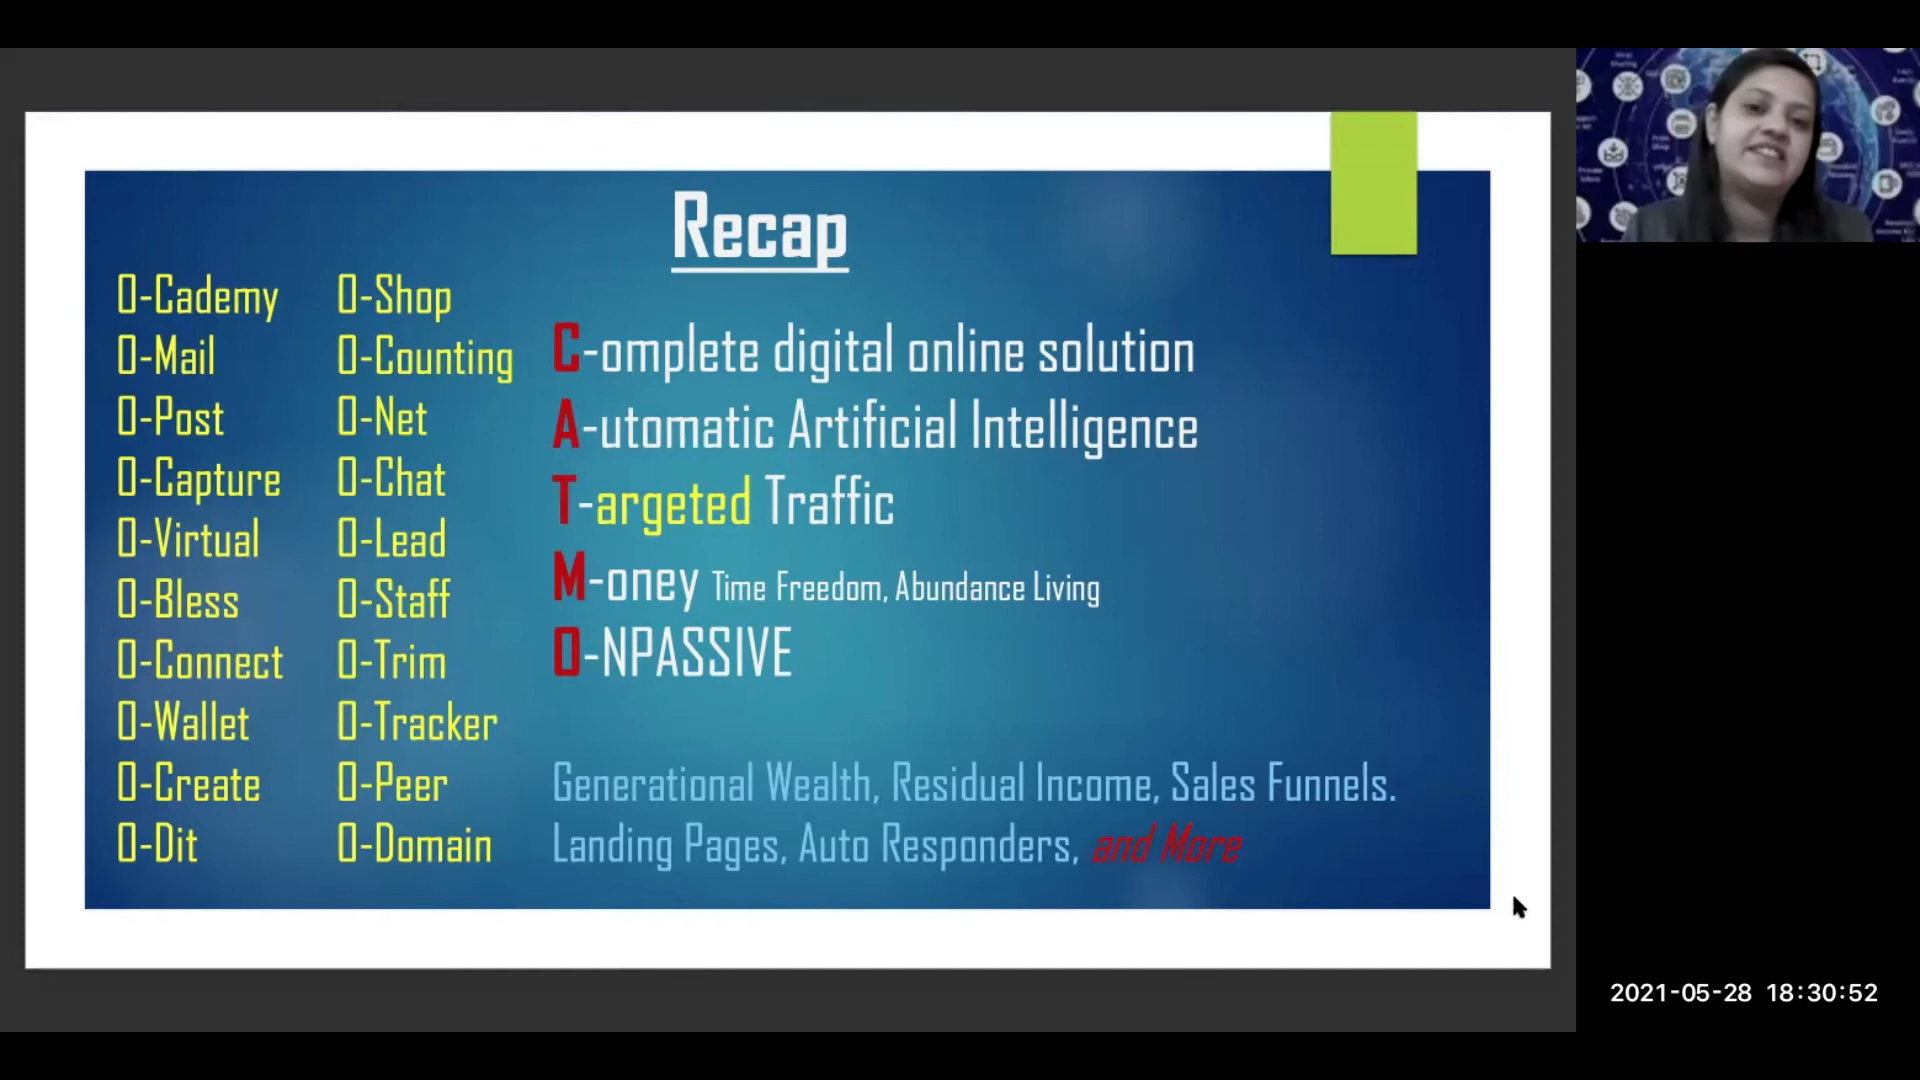 Recap
O-Cademy
O-Mail
O-Post
O-Capture
O-Virtual
O-Bless
O-Connect
O-Wallet
O-Create
O-Dit
O-Shop
O-Counting
O-Net
O-Chat
O-Lead
O-Staff
O-Trim
O-Tracker
O-Peer
O-Domain
C-omplete digital online solution
A-utomatic Artificial Intelligence
T-argeted Traffic
M-oney Time Freedom, Abundance Living
O-NPASSIVE
Generational Wealth, Residual Income, Sales Funnels.
Landing Pages, Auto Responders, and More
2021-05-28 18:30:52